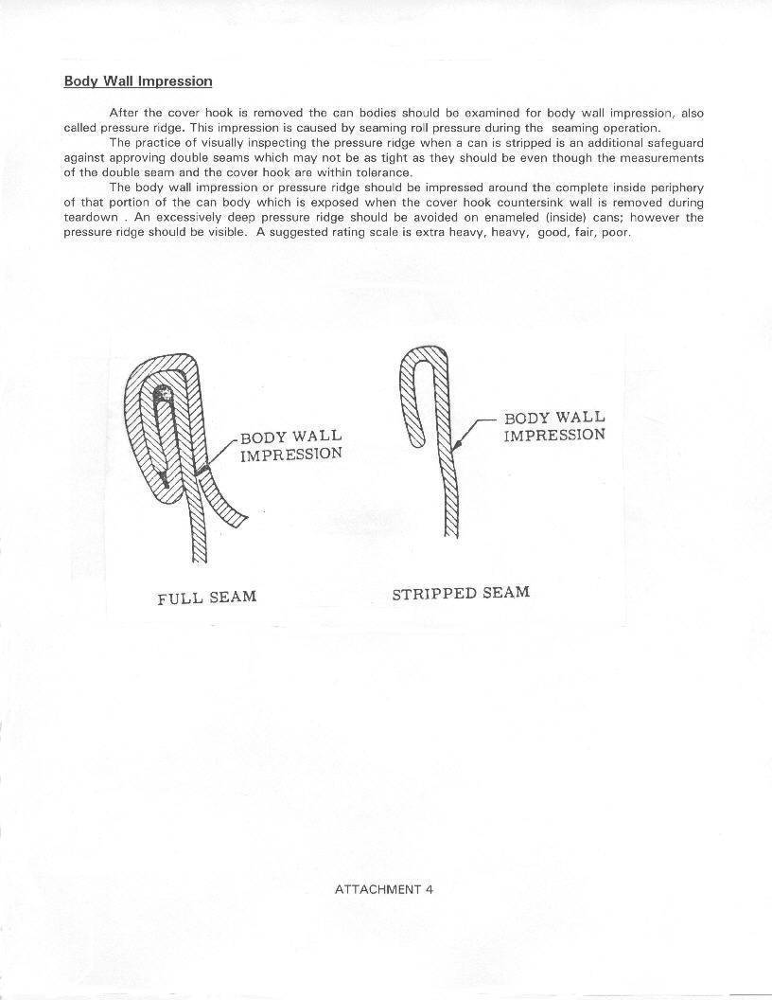 Body Wall Impression
After the cover hook is removed the can bodies should be examined for body wall impression, also
called pressure ridge. This impression is caused by seaming roll pressure during the seaming operation.
The practice of visually inspecting the pressure ridge when a can is stripped is an additional safeguard
against approving double seams which may not be as tight as they should be even though the measurements
of the double seam and the cover hook are within tolerance.
The body wall impression or pressure ridge should be impressed around the complete inside periphery
of that portion of the can body which is exposed when the cover hook countersink wall is removed during
teardown . An excessively deep pressure ridge should be avoided on enameled (inside) cans; however the
pressure ridge should be visible. A suggested rating scale is extra heavy, heavy, good, fair, poor.
BODY WALL
IMPRESSION
BODY WALL
IMPRESSION
FULL SEAM
STRIPPED SEAM
ATTACHMENT 4